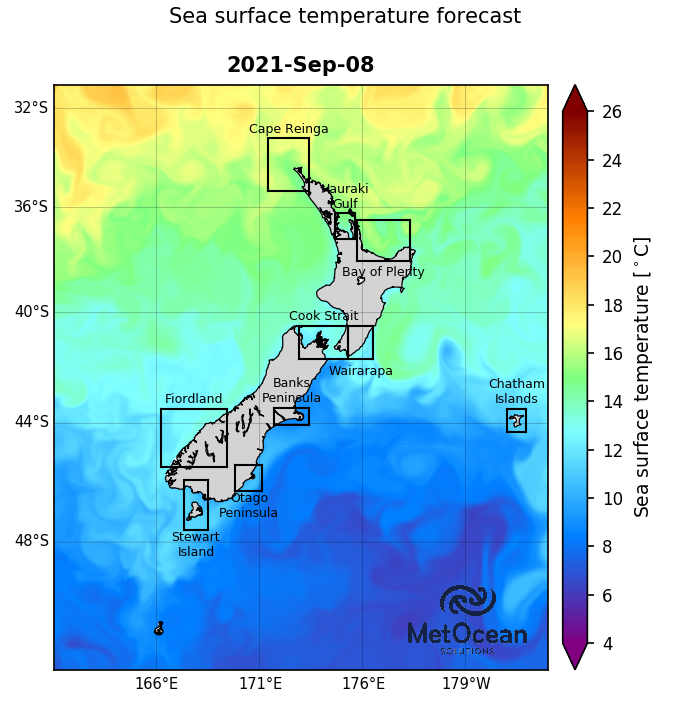 Sea surface temperature forecast
2021-Sep-08
32°S
36°S
40°S
44°S
48°S
166°E
171°E
176°E
179°W
Cape Reinga
Hauraki
Gulf
Bay of Plenty
Cook Strait
Wairarapa
Banks
Peninsula
Fiordland
Chatham
Islands
Otago
Peninsula
Stewart
Island
MetOcean
SOLUTIONS
26
24
22
20
18
16
14
12
10
8
6
4
Sea surface temperature [°C]